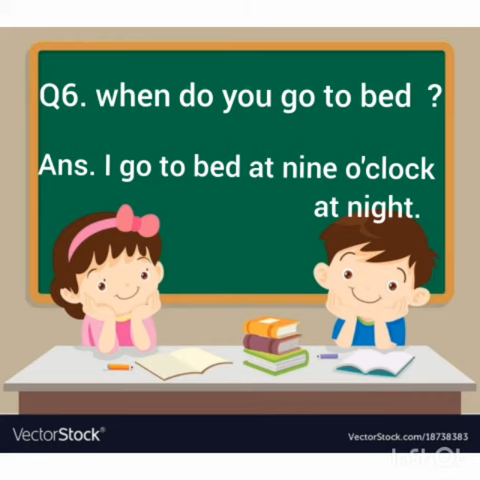 Q6. when do you go to bed ?
Ans. I go to bed at nine o'clock
at night.
VectorStock®
VectorStock.com/18738383